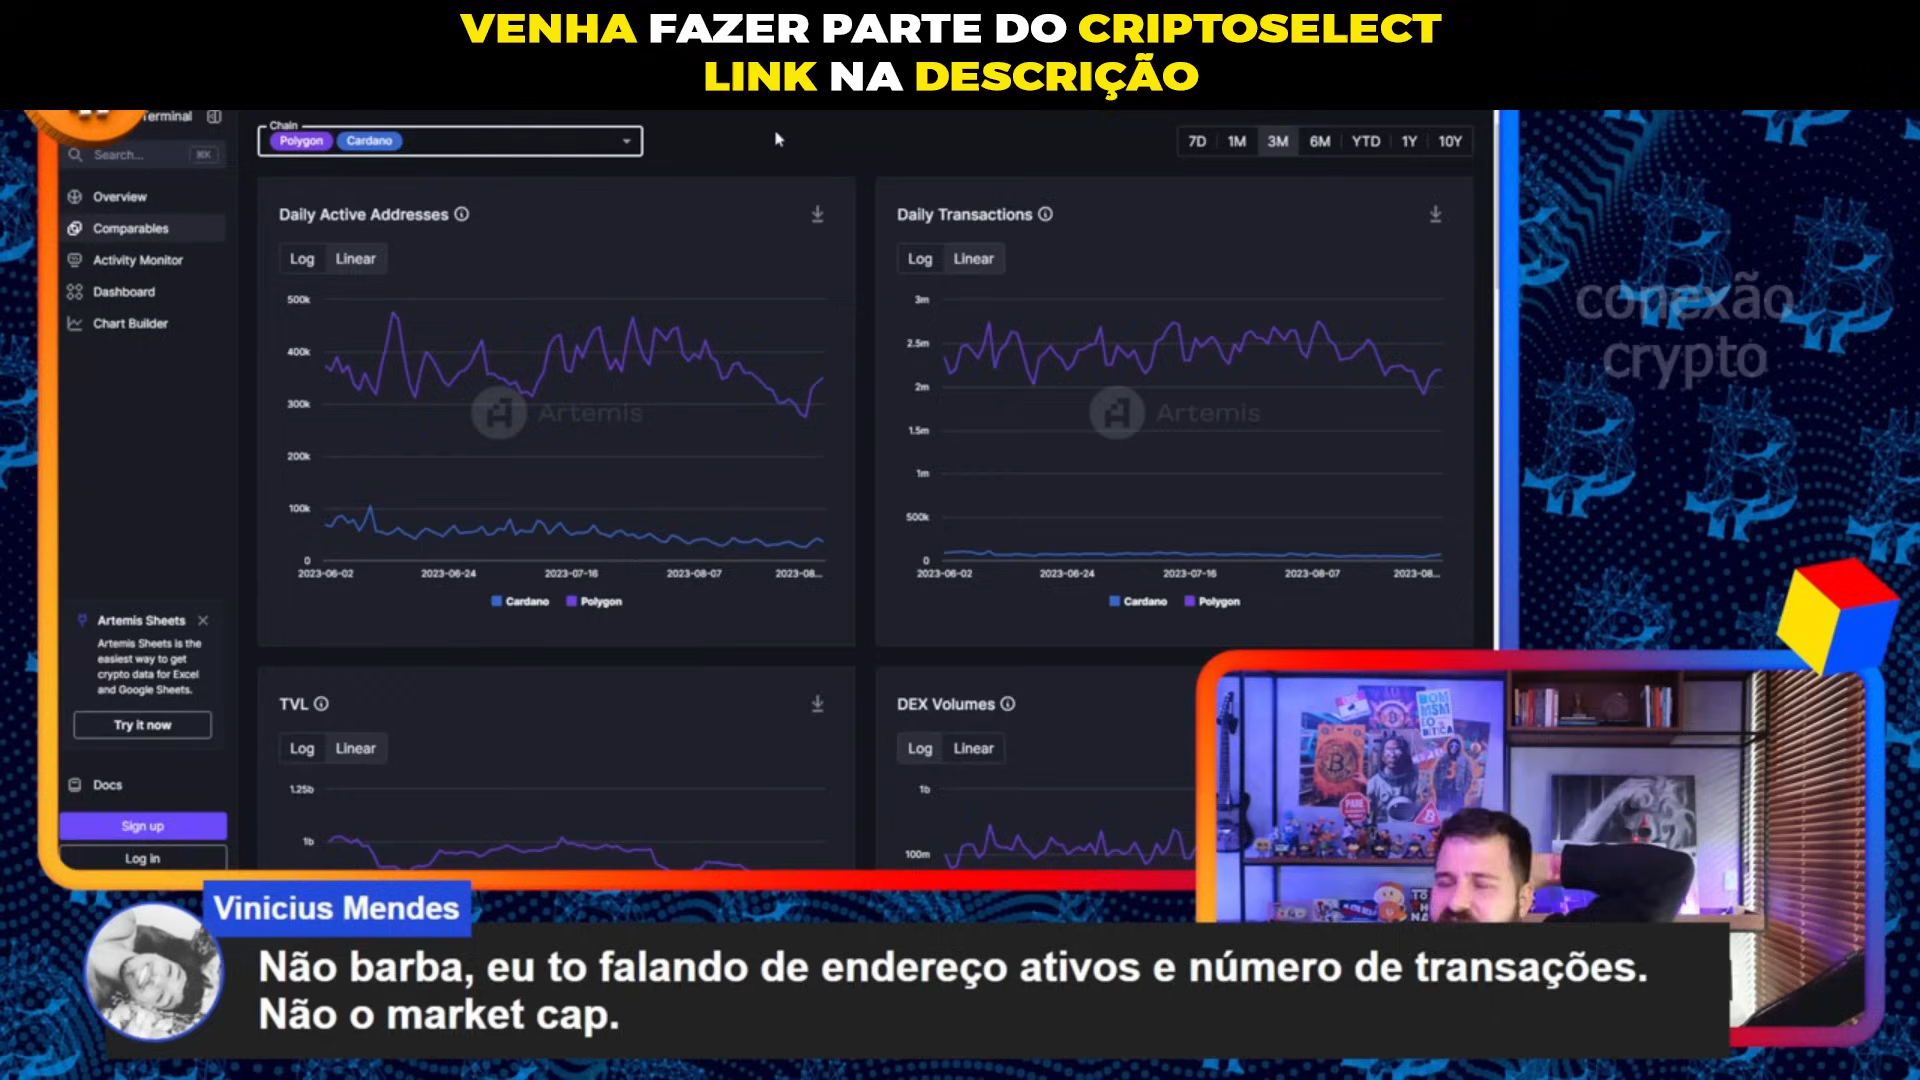 VENHA FAZER PARTE DO CRIPTOSELECT
LINK NA DESCRIÇÃO
Terminal
Search...
⌘K
Overview
Comparables
Activity Monitor
Dashboard
Chart Builder
Artemis Sheets
Artemis Sheets is the
easiest way to get
crypto data for Excel
and Google Sheets.
Try it now
Docs
Sign up
Log in
Chain
Polygon Cardano
7D 1M 3M 6M YTD 1Y 10Y
Daily Active Addresses
Log Linear
500k
400k
300k
200k
100k
0
Artemis
2023-06-02 2023-06-24 2023-07-16 2023-08-07 2023-08...
Cardano Polygon
Daily Transactions
Log Linear
3m
2.5m
2m
1.5m
1m
500k
0
Artemis
2023-06-02 2023-06-24 2023-07-16 2023-08-07 2023-08...
Cardano Polygon
TVL
Log Linear
1.25b
1b
DEX Volumes
Log Linear
1b
100m
conexão
crypto
PARE
Vinicius Mendes
Não barba, eu to falando de endereço ativos e número de transações.
Não o market cap.